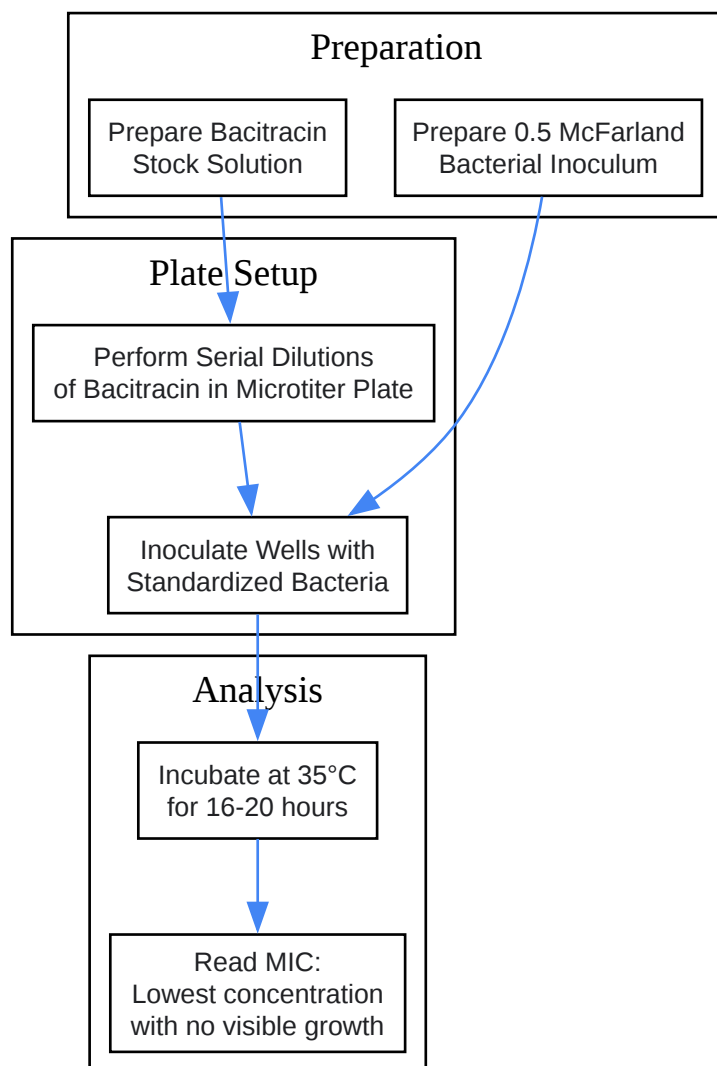 Preparation
Prepare Bacitracin
Stock Solution
Prepare 0.5 McFarland
Bacterial Inoculum
Plate Setup
Perform Serial Dilutions
of Bacitracin in Microtiter Plate
Inoculate Wells with
Standardized Bacteria
Analysis
Incubate at 35°C
for 16-20 hours
Read MIC:
Lowest concentration
with no visible growth